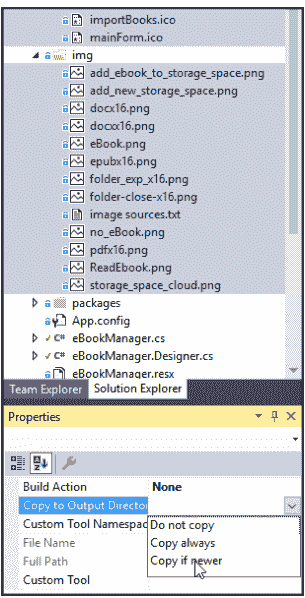 importBooks.ico
mainForm.ico
img
add_ebook_to_storage_space.png
add_new_storage_space.png
docx16.png
docxx16.png
eBook.png
epubx16.png
folder_exp_x16.png
folder-close-x16.png
image sources.txt
no_eBook.png
pdfx16.png
ReadEbook.png
storage_space_cloud.png
packages
App.config
C# eBookManager.cs
C# eBookManager.Designer.cs
eBookManager.resx
Team Explorer Solution Explorer
Properties
Build Action None
Copy to Output Director
Custom Tool Namespac Do not copy
File Name Copy always
Full Path Copy if newer
Custom Tool